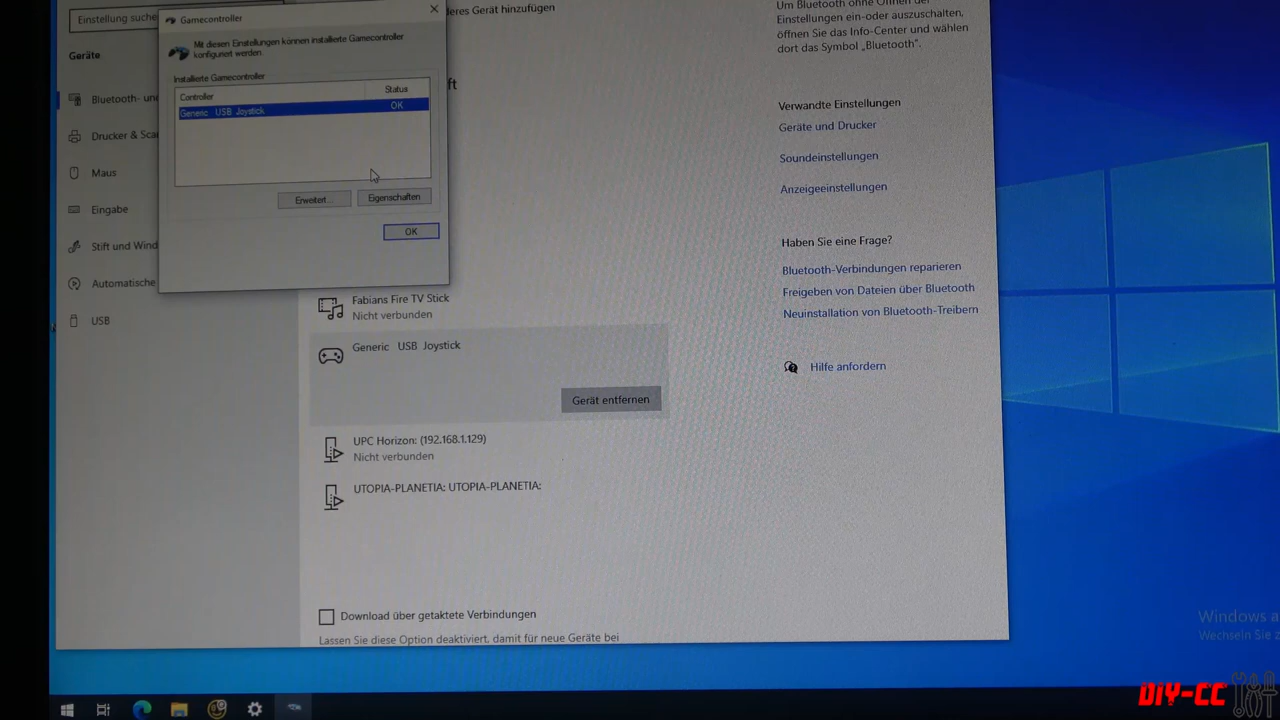 Einstellung suche
Geräte
Bluetooth- un
Drucker & Sca
Maus
Eingabe
Stift und Wind
Automatische
USB
Gamecontroller
Mit diesen Einstellungen können installierte Gamecontroller
konfiguriert werden.
Installierte Gamecontroller
Controller
Status
Generic USB Joystick
OK
Erweitert...
Eigenschaften
OK
deres Gerät hinzufügen
ft
Fabians Fire TV Stick
Nicht verbunden
Generic USB Joystick
Gerät entfernen
UPC Horizon: (192.168.1.129)
Nicht verbunden
UTOPIA-PLANETIA: UTOPIA-PLANETIA:
Download über getaktete Verbindungen
Lassen Sie diese Option deaktiviert, damit für neue Geräte bei
Um Bluetooth ohne Öffnen der
Einstellungen ein-oder auszuschalten,
öffnen Sie das Info-Center und wählen
dort das Symbol „Bluetooth".
Verwandte Einstellungen
Geräte und Drucker
Soundeinstellungen
Anzeigeeinstellungen
Haben Sie eine Frage?
Bluetooth-Verbindungen reparieren
Freigeben von Dateien über Bluetooth
Neuinstallation von Bluetooth-Treibern
Hilfe anfordern
Windows a
Wechseln Sie z
DiY-CC